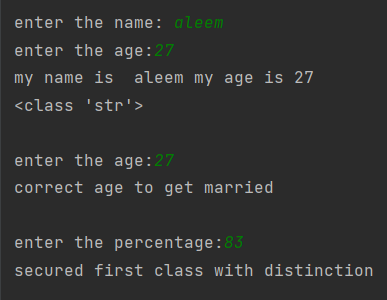 enter the name: aleem
enter the age:27
my name is  aleem my age is 27
<class 'str'>
enter the age:27
correct age to get married
enter the percentage:83
secured first class with distinction